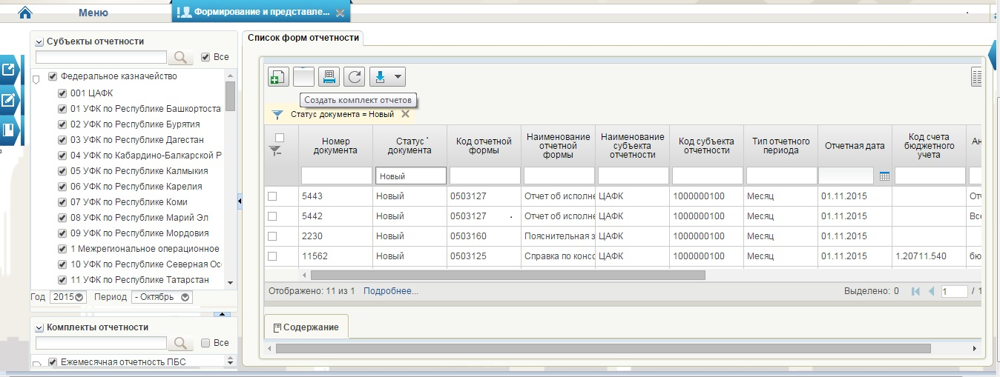 Меню
Формирование и представле...
Субъекты отчетности
Все
Федеральное казначейство
001 ЦАФК
01 УФК по Республике Башкортоста
02 УФК по Республике Бурятия
03 УФК по Республике Дагестан
04 УФК по Кабардино-Балкарской Р
05 УФК по Республике Калмыкия
06 УФК по Республике Карелия
07 УФК по Республике Коми
08 УФК по Республике Марий Эл
09 УФК по Республике Мордовия
1 Межрегиональное операционное
10 УФК по Республике Северная Осе
11 УФК по Республике Татарстан
Год 2015 Период - Октябрь
Комплекты отчетности
Все
Ежемесячная отчетность ПБС
Список форм отчетности
Создать комплект отчетов
Статус документа = Новый
Номер документа
Статус документа
Код отчетной формы
Наименование отчетной формы
Наименование субъекта отчетности
Код субъекта отчетности
Тип отчетного периода
Отчетная дата
Код счета бюджетного учета
Ан
Новый
5443 Новый 0503127 Отчет об исполне ЦАФК 1000000100 Месяц 01.11.2015 Отч
5442 Новый 0503127 Отчет об исполне ЦАФК 1000000100 Месяц 01.11.2015 Все
2230 Новый 0503160 Пояснительная з ЦАФК 1000000100 Месяц 01.11.2015
11562 Новый 0503125 Справка по консо ЦАФК 1000000100 Месяц 01.11.2015 1.20711.540 бю
Отображено: 11 из 1 Подробнее... Выделено: 0 1 / 1
Содержание